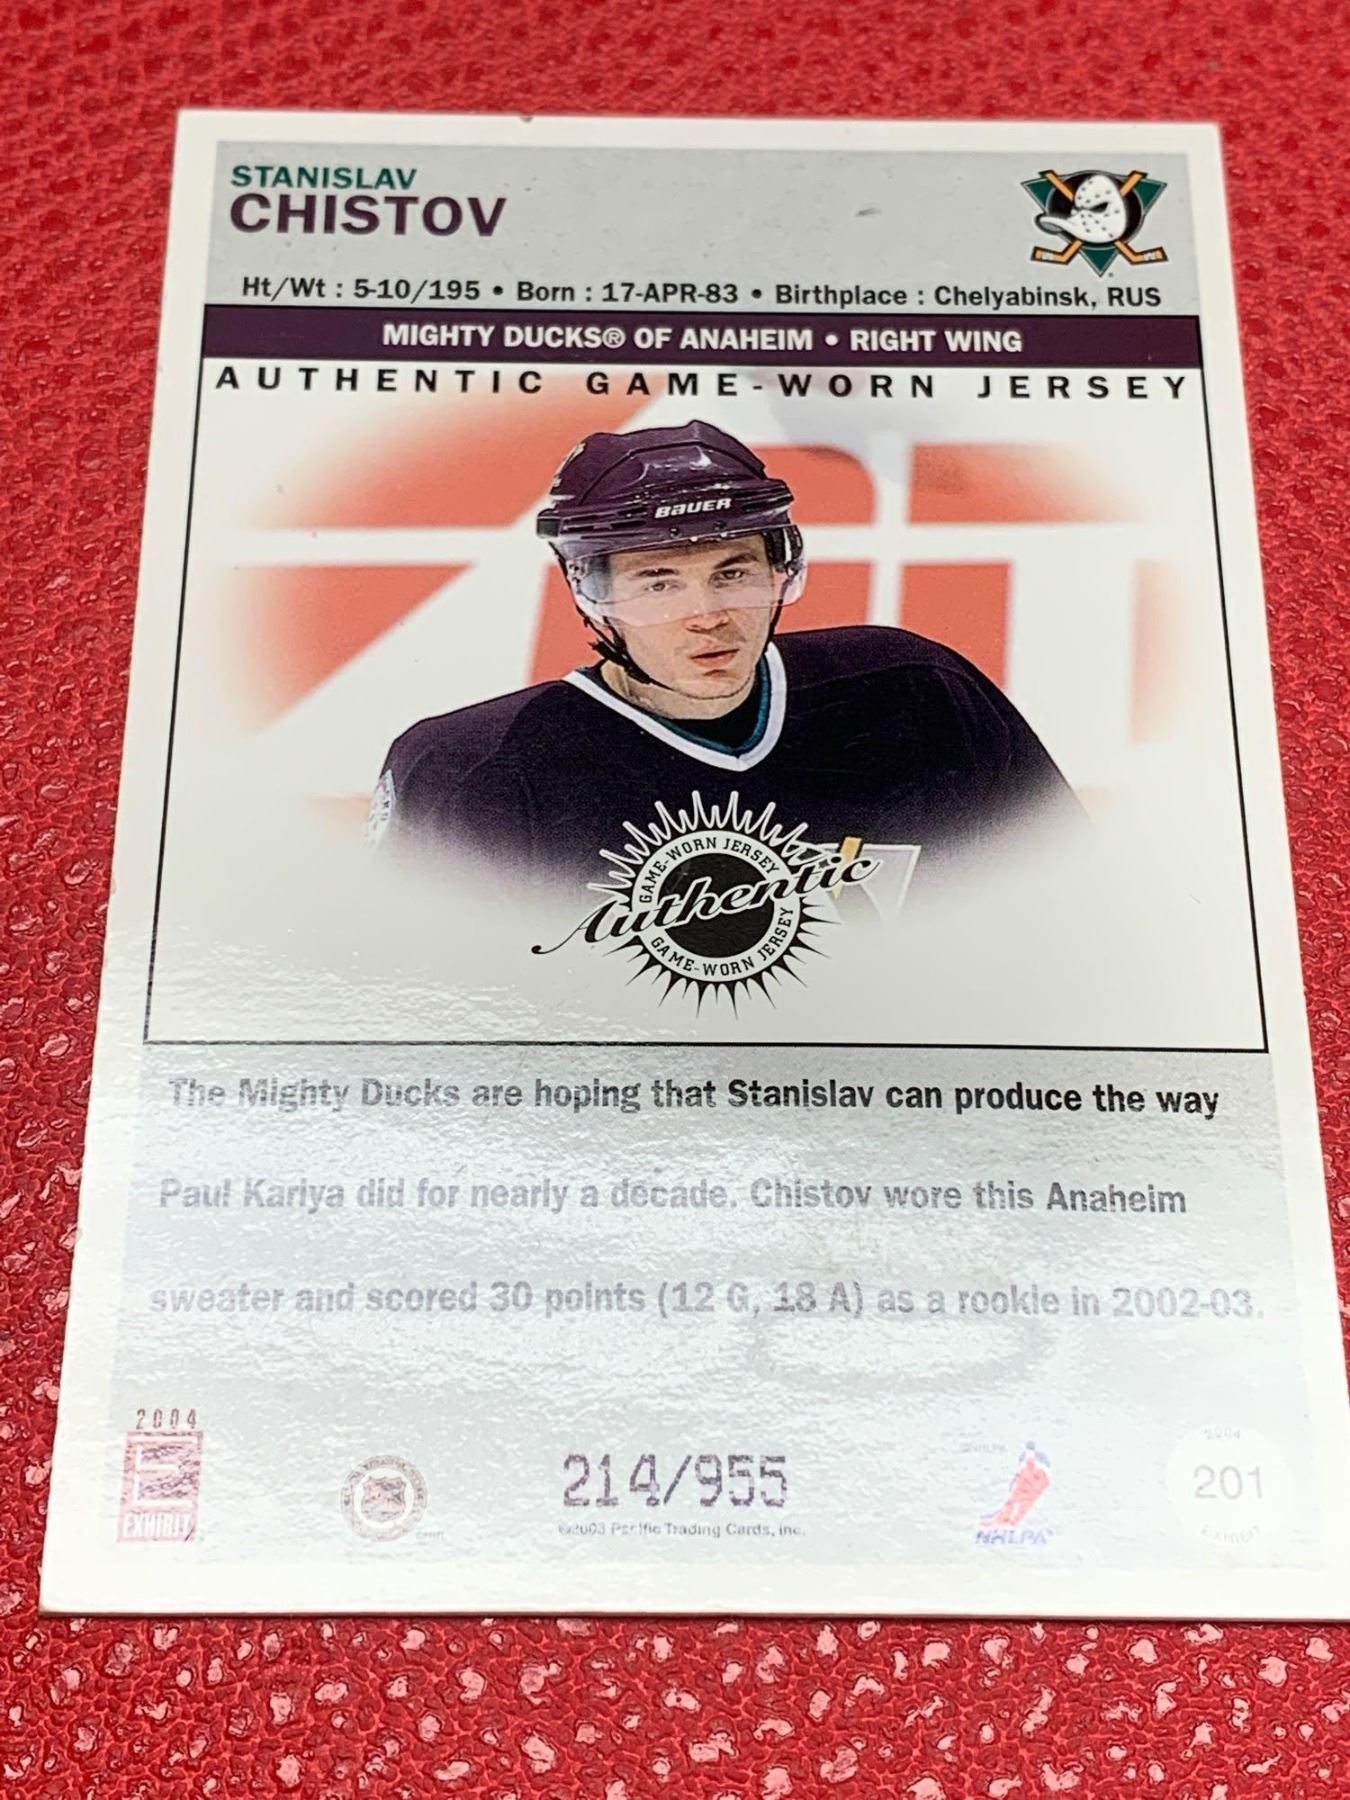 STANISLAV
CHISTOV
Ht/Wt : 5-10/195 • Born : 17-APR-83 • Birthplace : Chelyabinsk, RUS
MIGHTY DUCKS® OF ANAHEIM • RIGHT WING
AUTHENTIC GAME-WORN JERSEY
BAUER
GAME-WORN JERSEY
Authentic
GAME-WORN JERSEY
The Mighty Ducks are hoping that Stanislav can produce the way
Paul Kariya did for nearly a decade. Chistov wore this Anaheim
sweater and scored 30 points (12 G, 18 A) as a rookie in 2002-03.
2004
E
EXHIBIT
214/955
©2003 Pacific Trading Cards, Inc.
NHLPA
2004
201
EXHIBIT